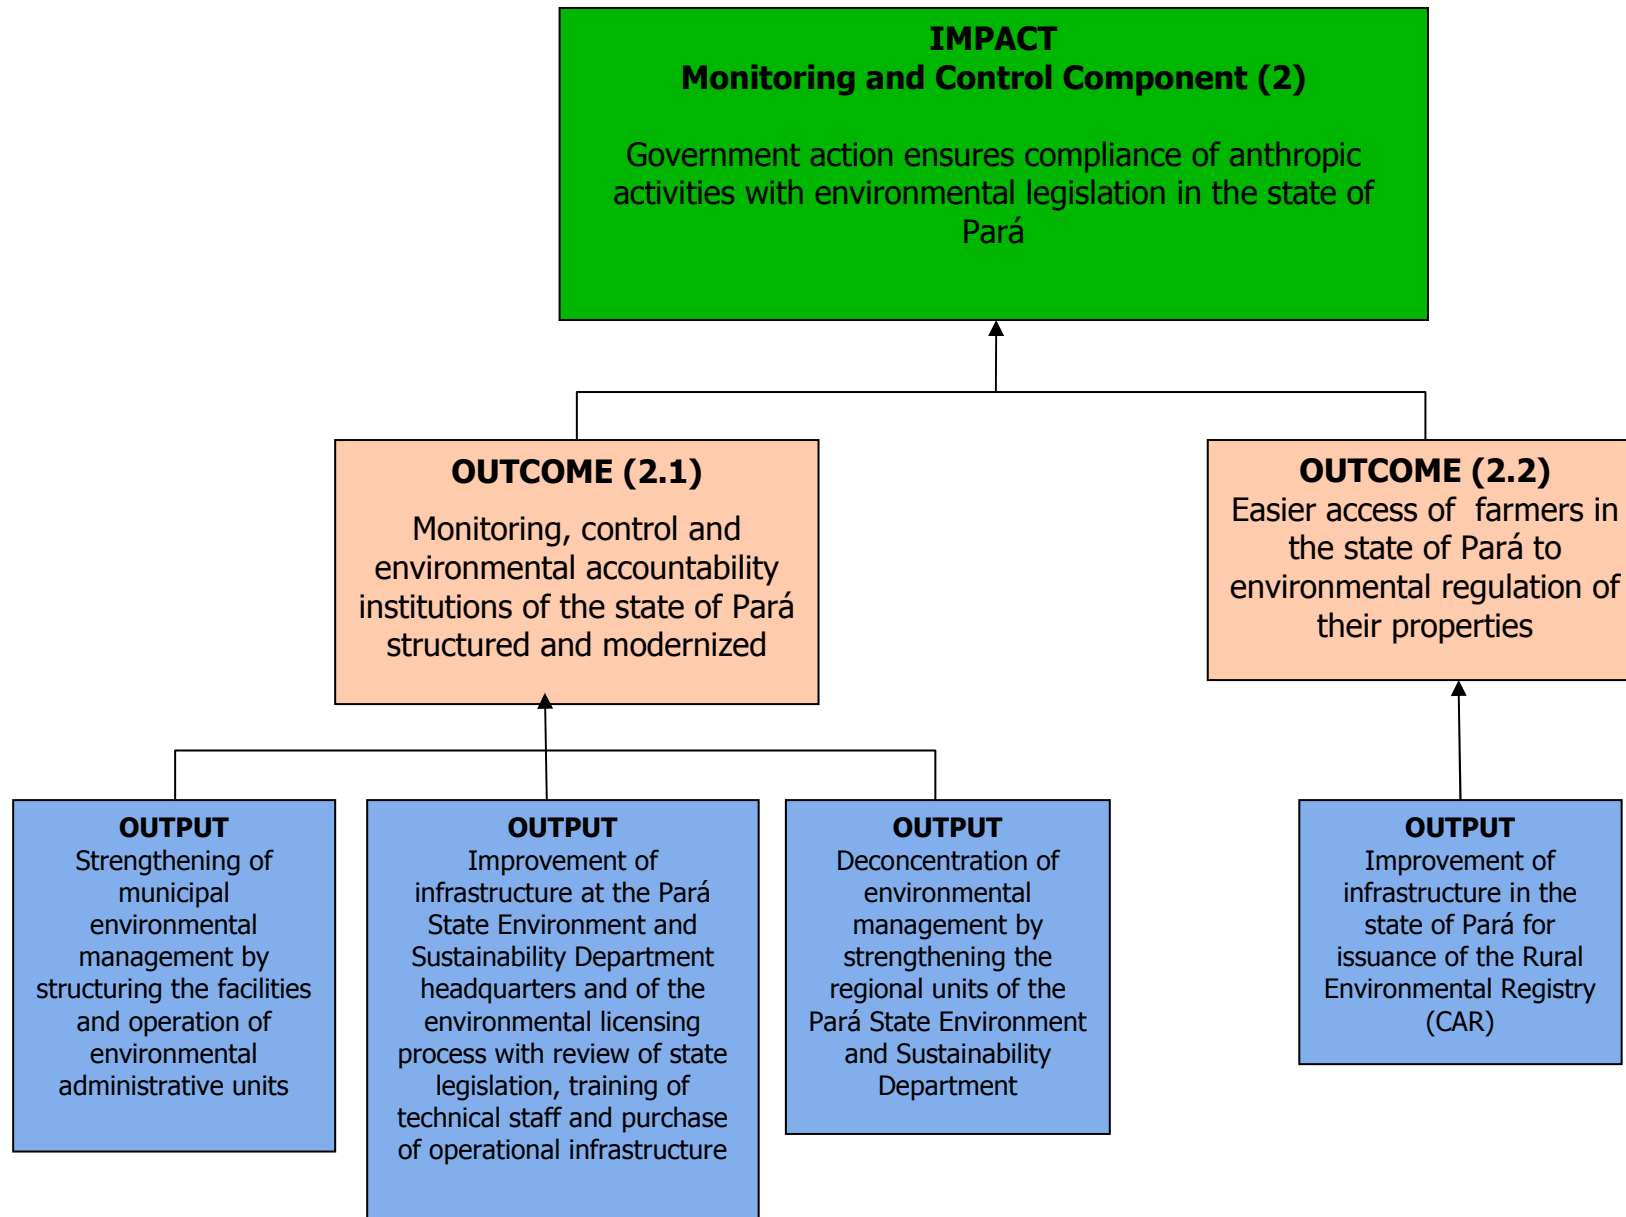 IMPACT
Monitoring and Control Component (2)
Government action ensures compliance of anthropic
activities with environmental legislation in the state of
Pará
OUTCOME (2.1)
Monitoring, control and
environmental accountability
institutions of the state of Pará
structured and modernized
OUTCOME (2.2)
Easier access of  farmers in
the state of Pará to
environmental regulation of
their properties
OUTPUT
Strengthening of
municipal
environmental
management by
structuring the facilities
and operation of
environmental
administrative units
OUTPUT
Improvement of
infrastructure at the Pará
State Environment and
Sustainability Department
headquarters and of the
environmental licensing
process with review of state
legislation, training of
technical staff and purchase
of operational infrastructure
OUTPUT
Deconcentration of
environmental
management by
strengthening the
regional units of the
Pará State Environment
and Sustainability
Department
OUTPUT
Improvement of
infrastructure in the
state of Pará for
issuance of the Rural
Environmental Registry
(CAR)